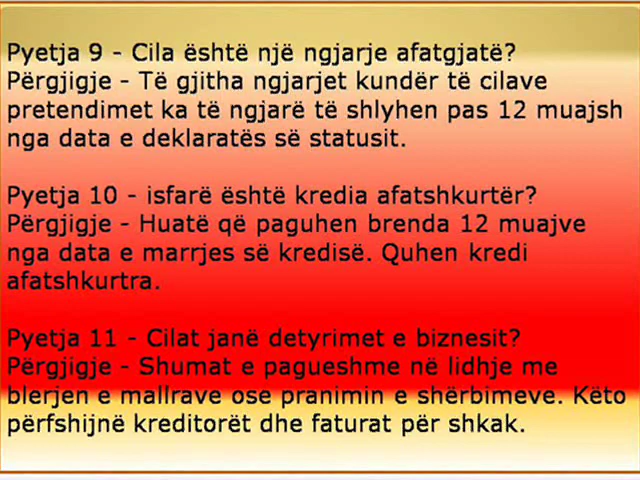 Pyetja 9 - Cila është një ngjarje afatgjatë?
Përgjigje - Të gjitha ngjarjet kundër të cilave
pretendimet ka të ngjarë të shlyhen pas 12 muajsh
nga data e deklaratës së statusit.
Pyetja 10 - isfarë është kredia afatshkurtër?
Përgjigje - Huatë që paguhen brenda 12 muajve
nga data e marrjes së kredisë. Quhen kredi
afatshkurtra.
Pyetja 11 - Cilat janë detyrimet e biznesit?
Përgjigje - Shumat e pagueshme në lidhje me
blerjen e mallrave ose pranimin e shërbimeve. Këto
përfshijnë kreditorët dhe faturat për shkak.